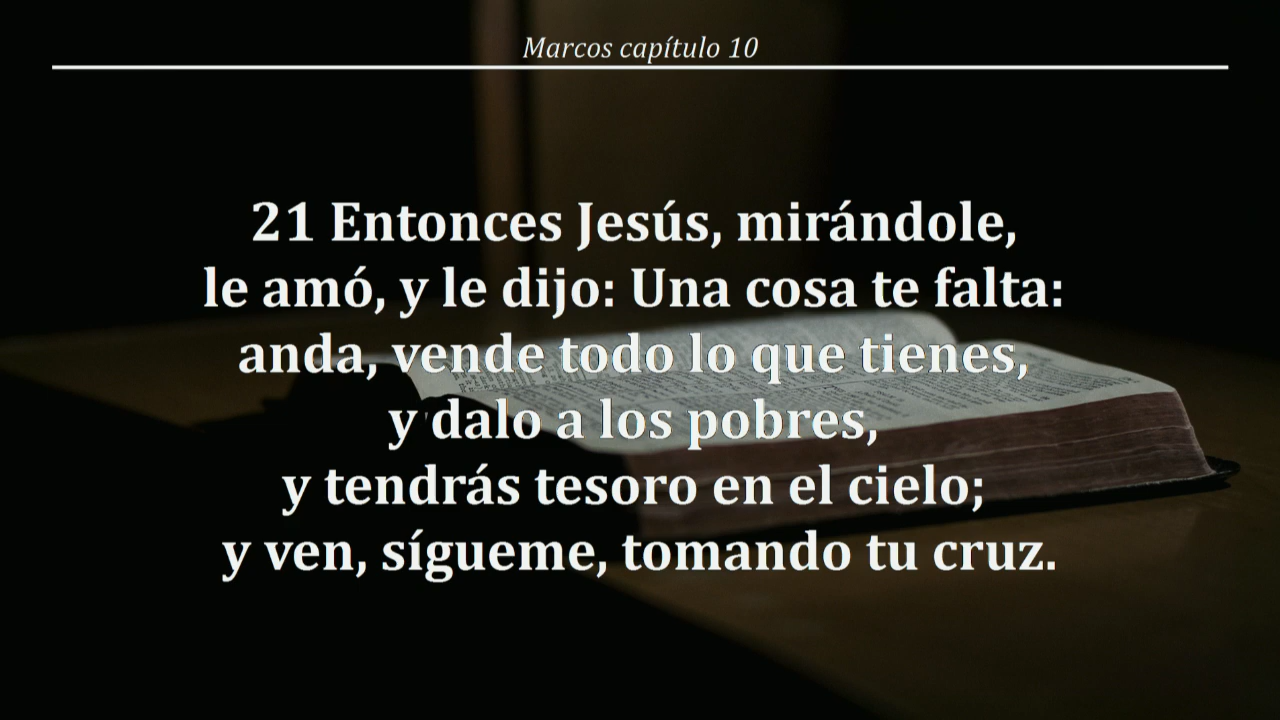 Marcos capítulo 10
21 Entonces Jesús, mirándole,
le amó, y le dijo: Una cosa te falta:
anda, vende todo lo que tienes,
y dalo a los pobres,
y tendrás tesoro en el cielo;
y ven, sígueme, tomando tu cruz.